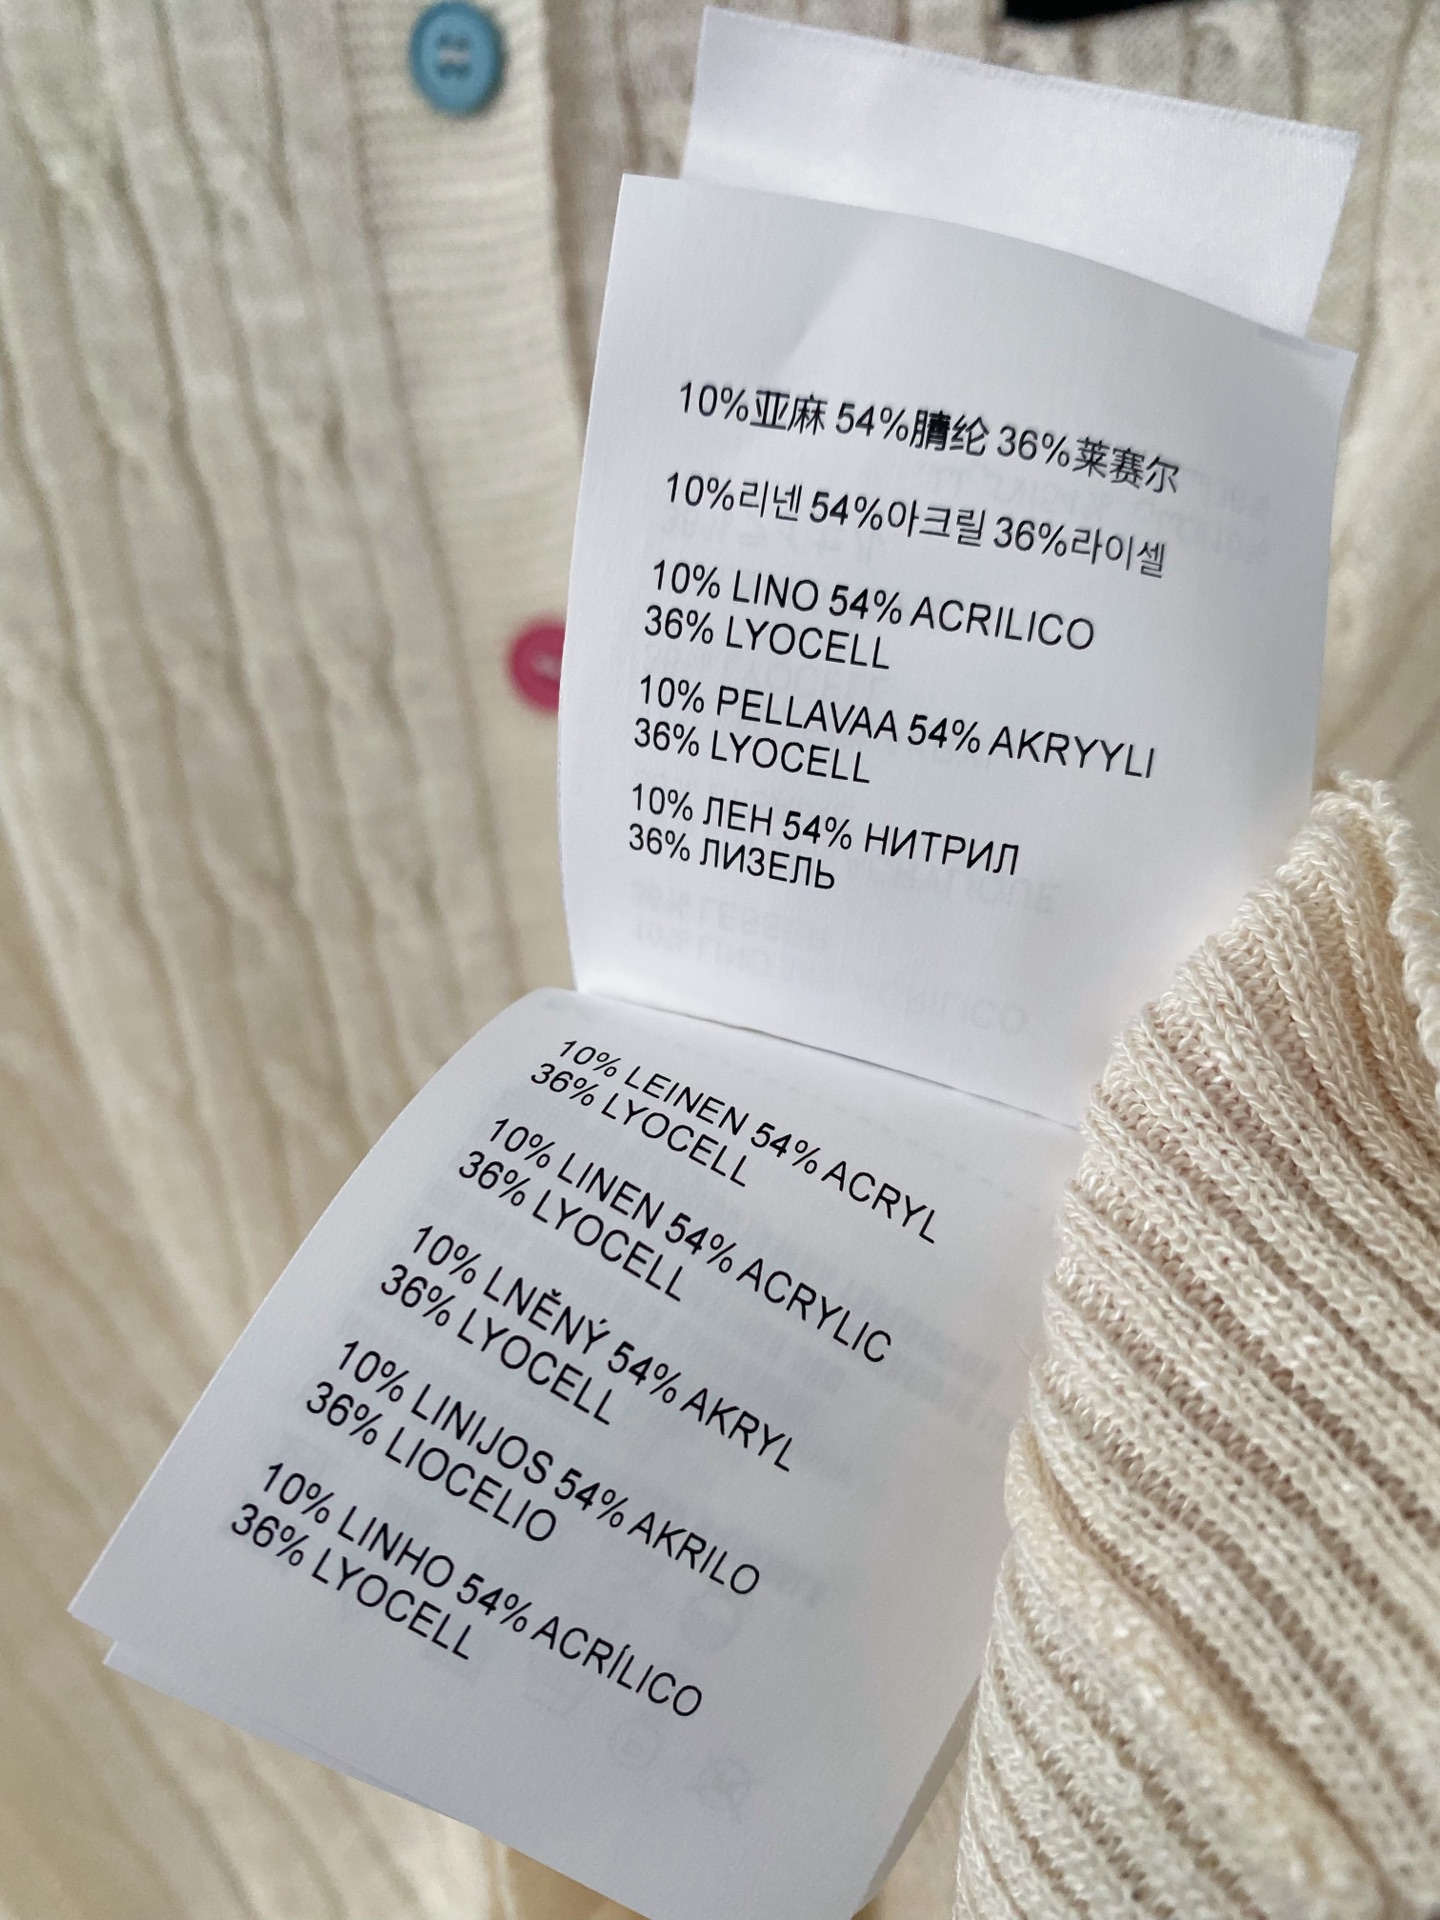 10%亚麻 54%腈纶 36%莱赛尔
10%리넨 54%아크릴 36%라이셀
10% LINO 54% ACRILICO
36% LYOCELL
10% PELLAVAA 54% AKRYYLI
36% LYOCELL
10% ЛЕН 54% НИТРИЛ
36% ЛИЗЕЛЬ
10% LEINEN 54% ACRYL
36% LYOCELL
10% LINEN 54% ACRYLIC
36% LYOCELL
10% LNĚNÝ 54% AKRYL
36% LYOCELL
10% LINIJOS 54% AKRILO
36% LIOCELIO
10% LINHO 54% ACRÍLICO
36% LYOCELL